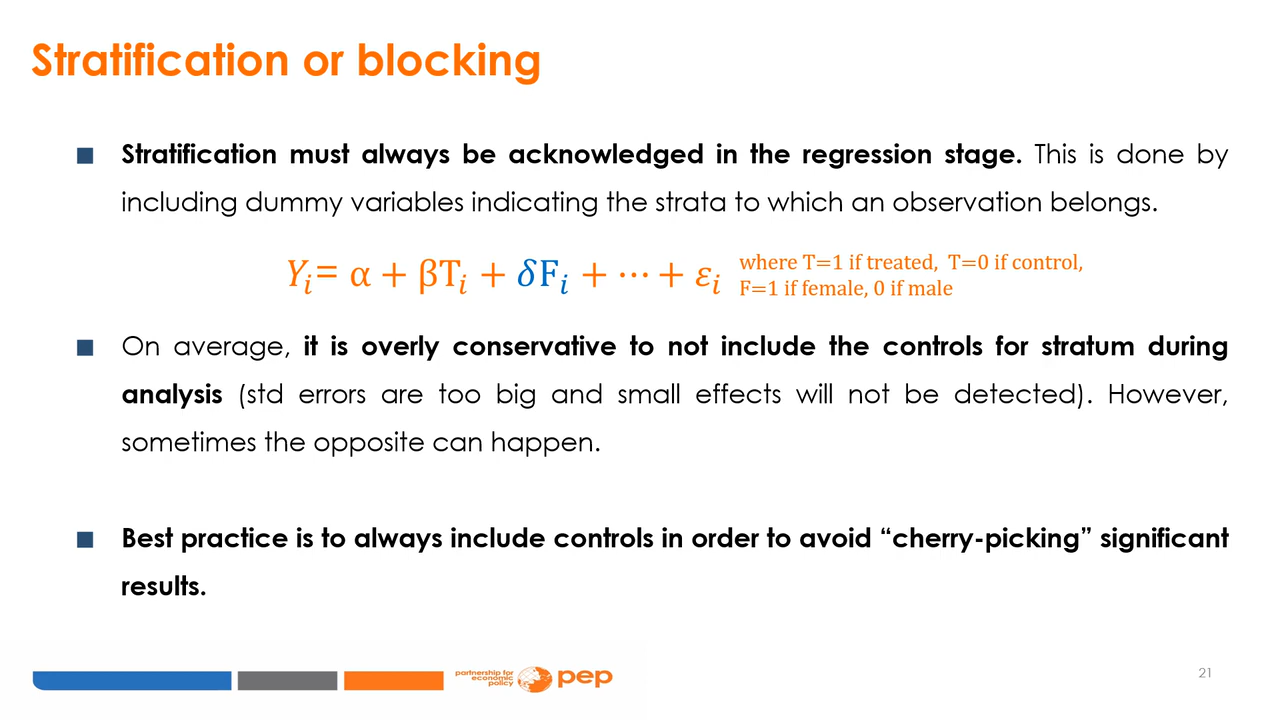 Stratification or blocking
■ Stratification must always be acknowledged in the regression stage. This is done by
including dummy variables indicating the strata to which an observation belongs.
𝑌𝑖= α + βT𝑖 + 𝛿F𝑖 + ⋯ + 𝜀𝑖 where T=1 if treated, T=0 if control,
F=1 if female, 0 if male
■ On average, it is overly conservative to not include the controls for stratum during
analysis (std errors are too big and small effects will not be detected). However,
sometimes the opposite can happen.
■ Best practice is to always include controls in order to avoid “cherry-picking” significant
results.
partnership for
economic
policy
pep
21